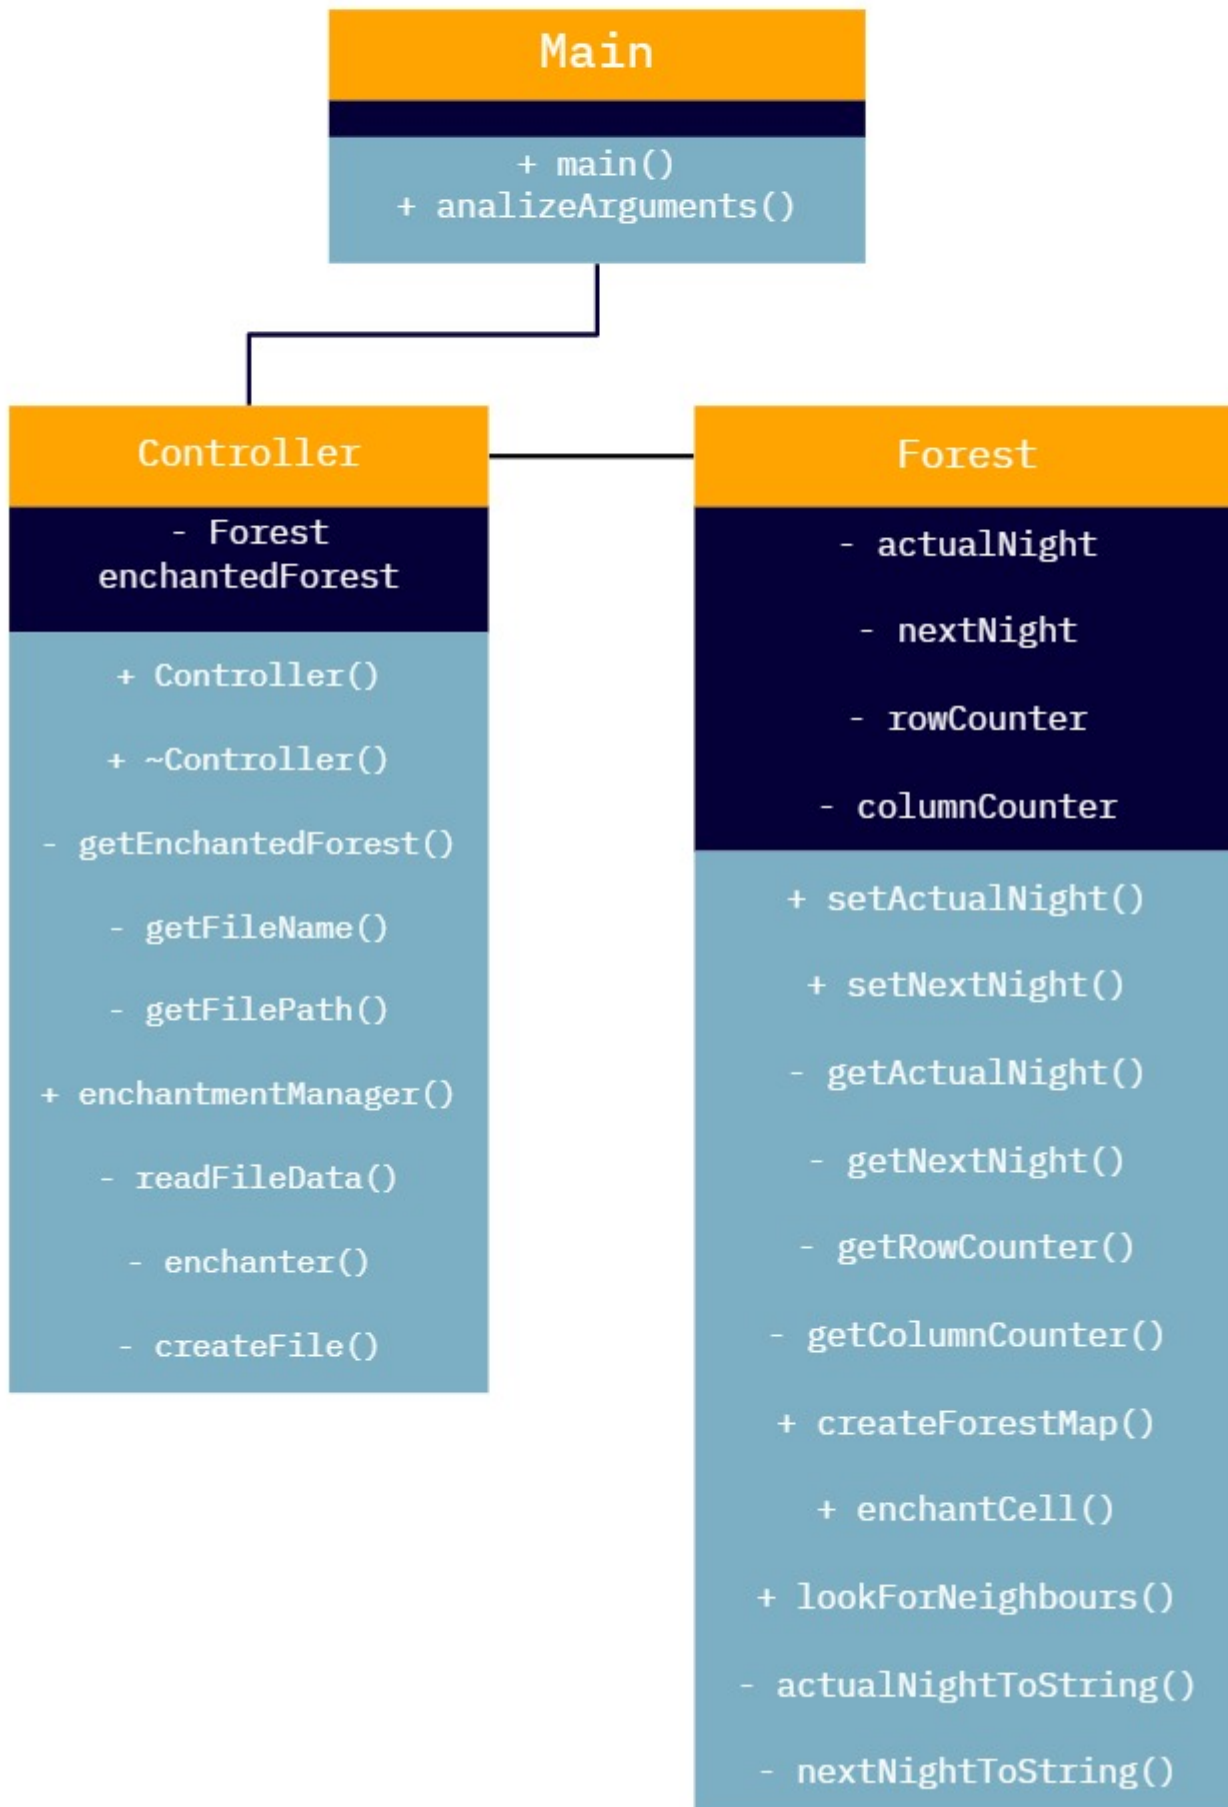 Main
+ main()
+ analizeArguments()
Controller
- Forest
enchantedForest
+ Controller()
+ ~Controller()
- getEnchantedForest()
- getFileName()
- getFilePath()
+ enchantmentManager()
- readFileData()
- enchanter()
- createFile()
Forest
- actualNight
- nextNight
- rowCounter
- columnCounter
+ setActualNight()
+ setNextNight()
- getActualNight()
- getNextNight()
- getRowCounter()
- getColumnCounter()
+ createForestMap()
+ enchantCell()
+ lookForNeighbours()
- actualNightToString()
- nextNightToString()